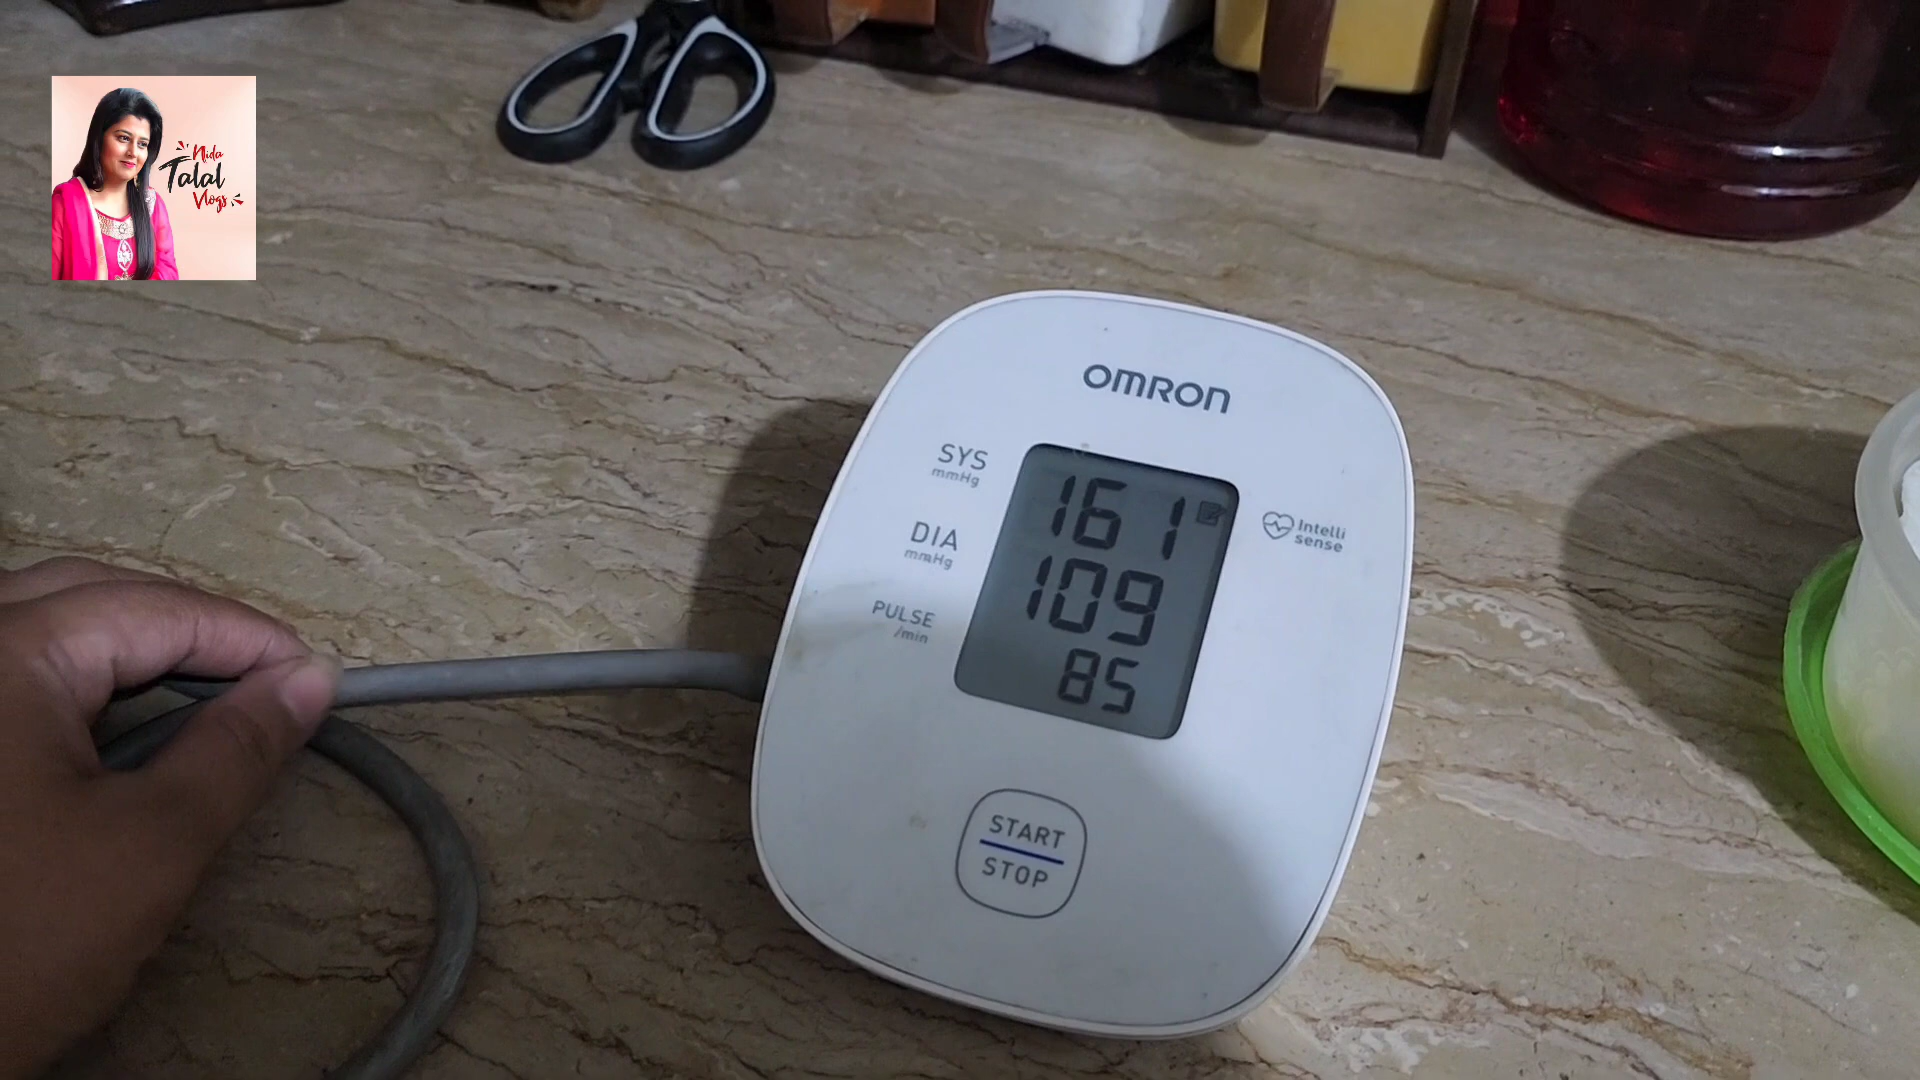 Nida
Talal
Vlogs
OMRON
SYS
mmHg
161
DIA
mmHg
109
PULSE
/min
85
Intelli
sense
START
STOP